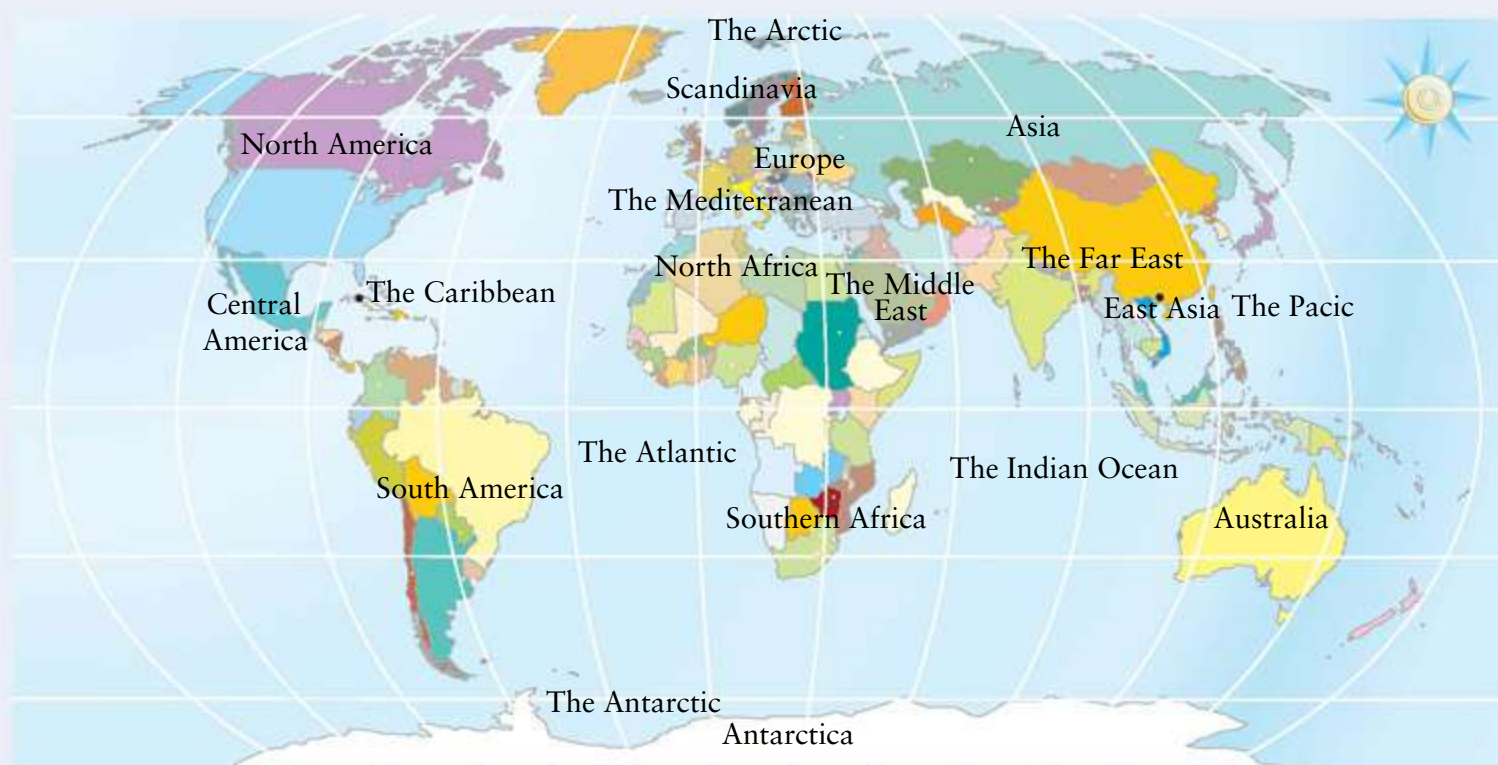 The Arctic
Scandinavia
Asia
North America
Europe
The Mediterranean
The Far East
North Africa
The Middle
East
The Caribbean
Central
America
East Asia
The Pacic
The Atlantic
The Indian Ocean
South America
Southern Africa
Australia
The Antarctic
Antarctica